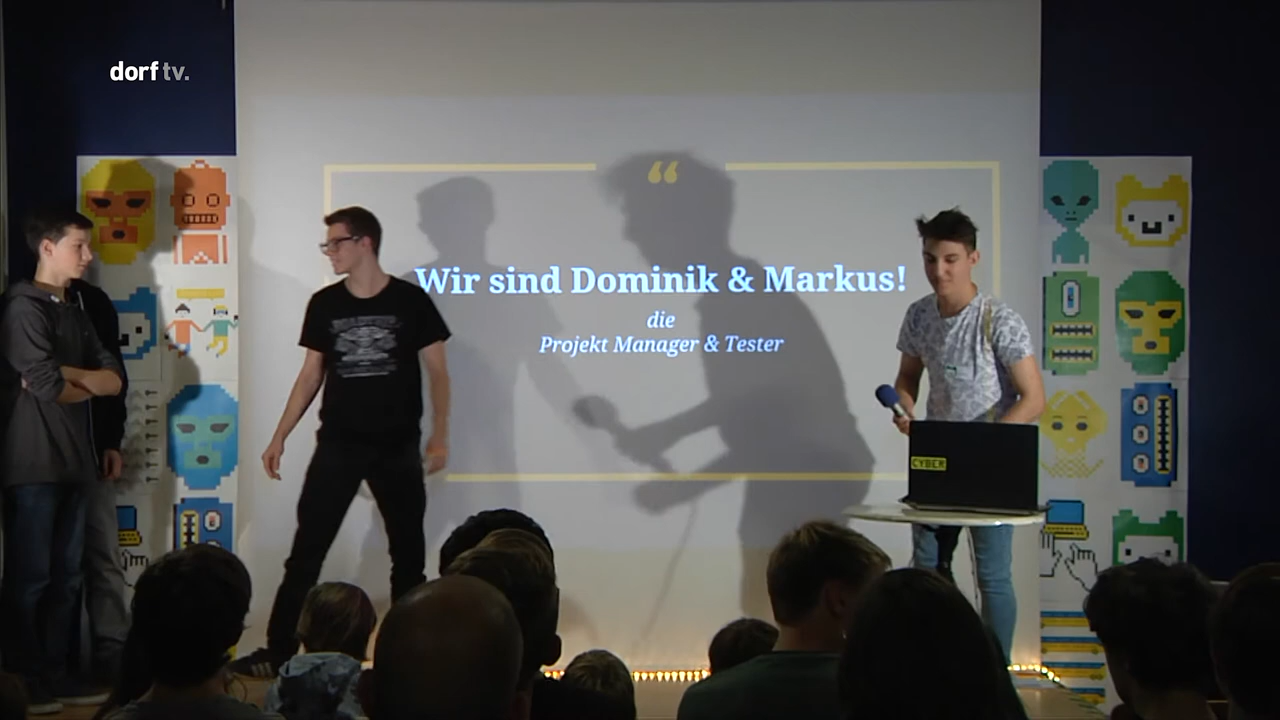 dorf tv.
“
Wir sind Dominik & Markus!
die
Projekt Manager & Tester
CYBER